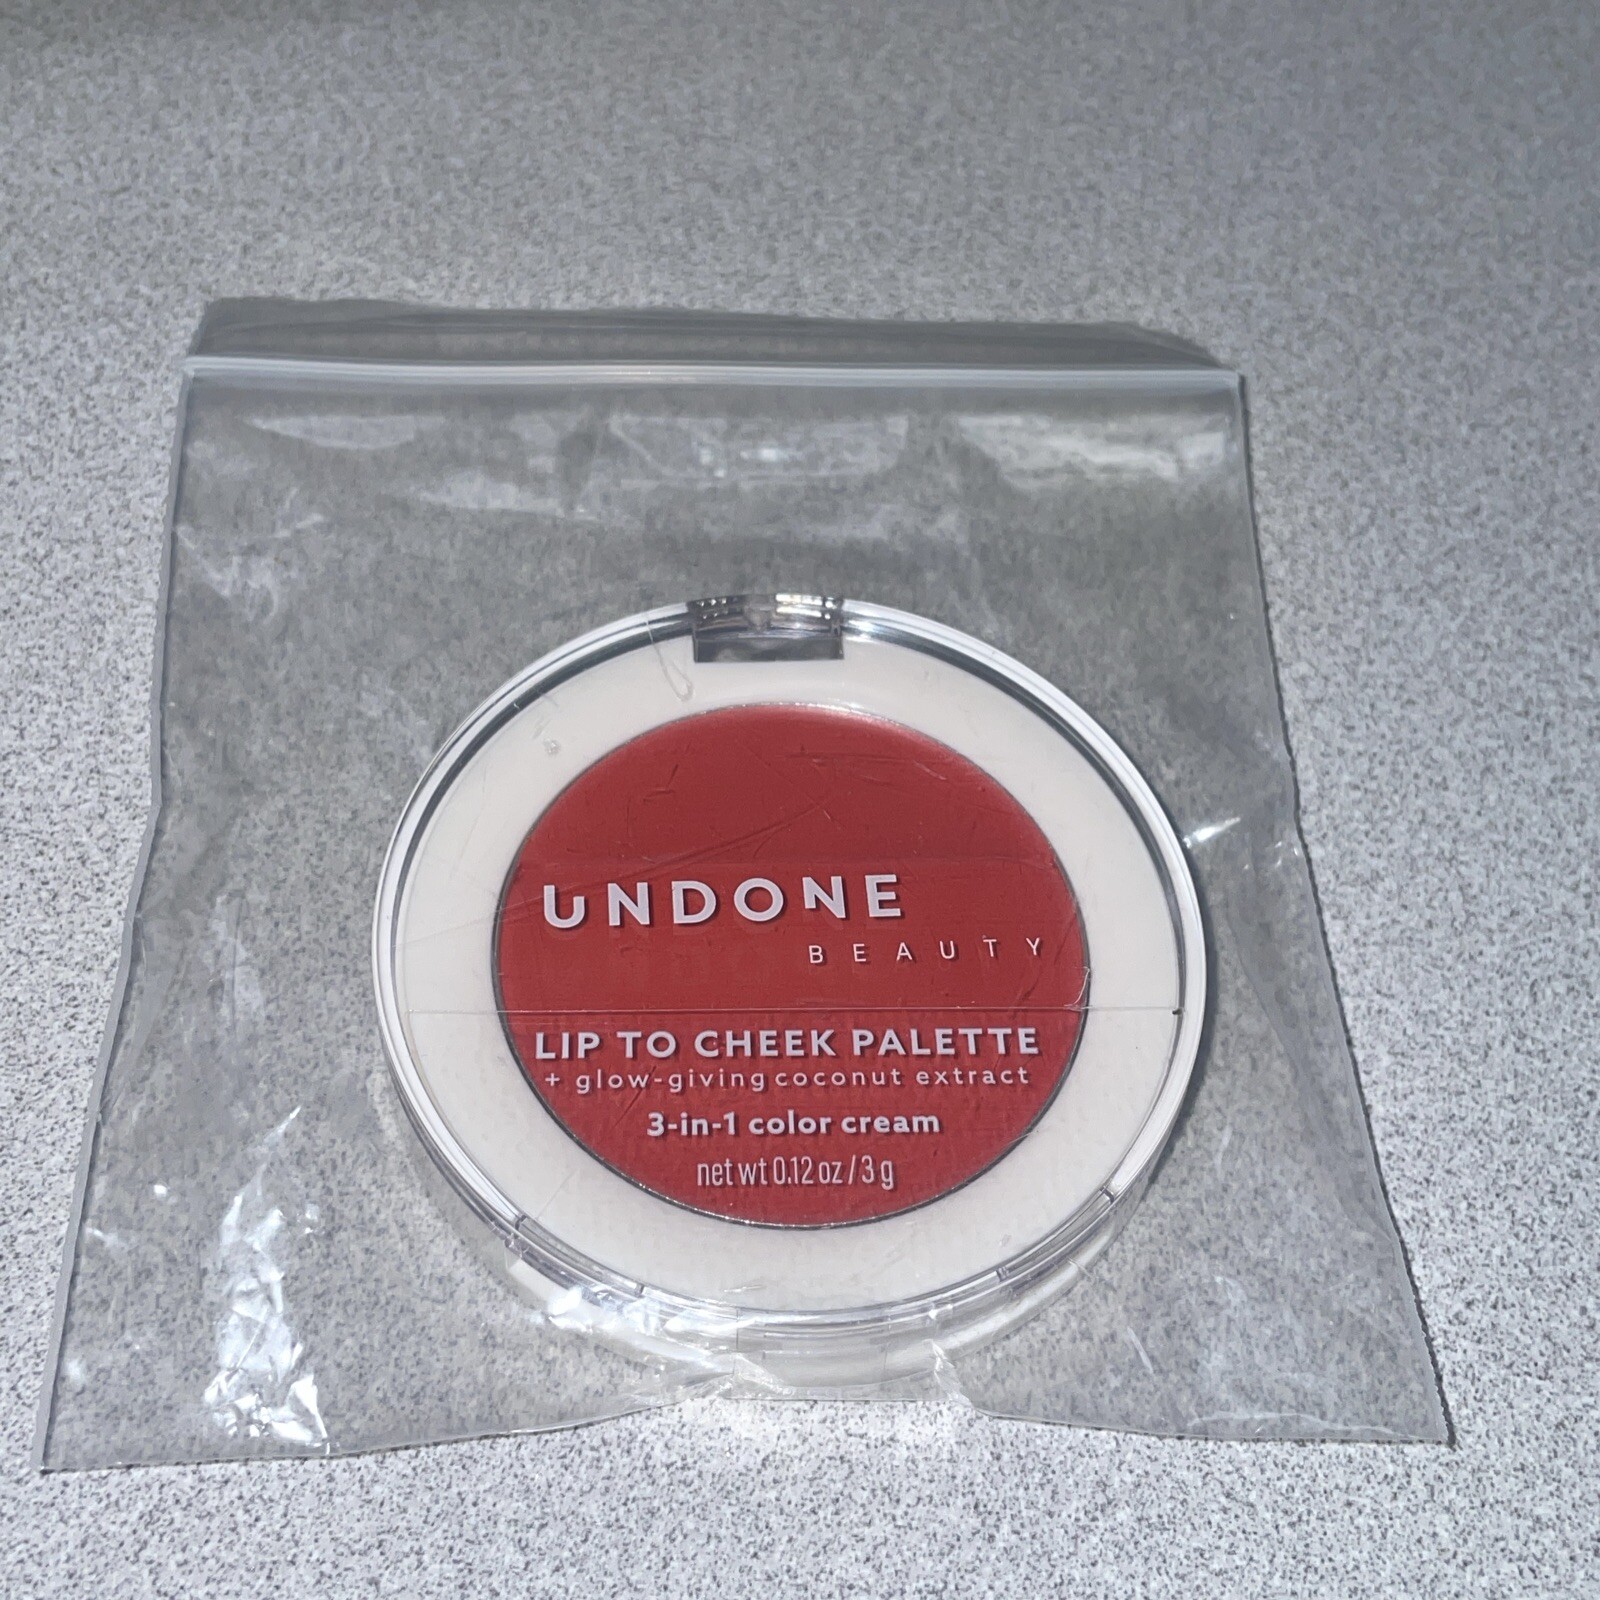 UNDONE
BEAUTY
LIP TO CHEEK PALETTE
+ glow-giving coconut extract
3-in-1 color cream
net wt 0.12 oz / 3 g